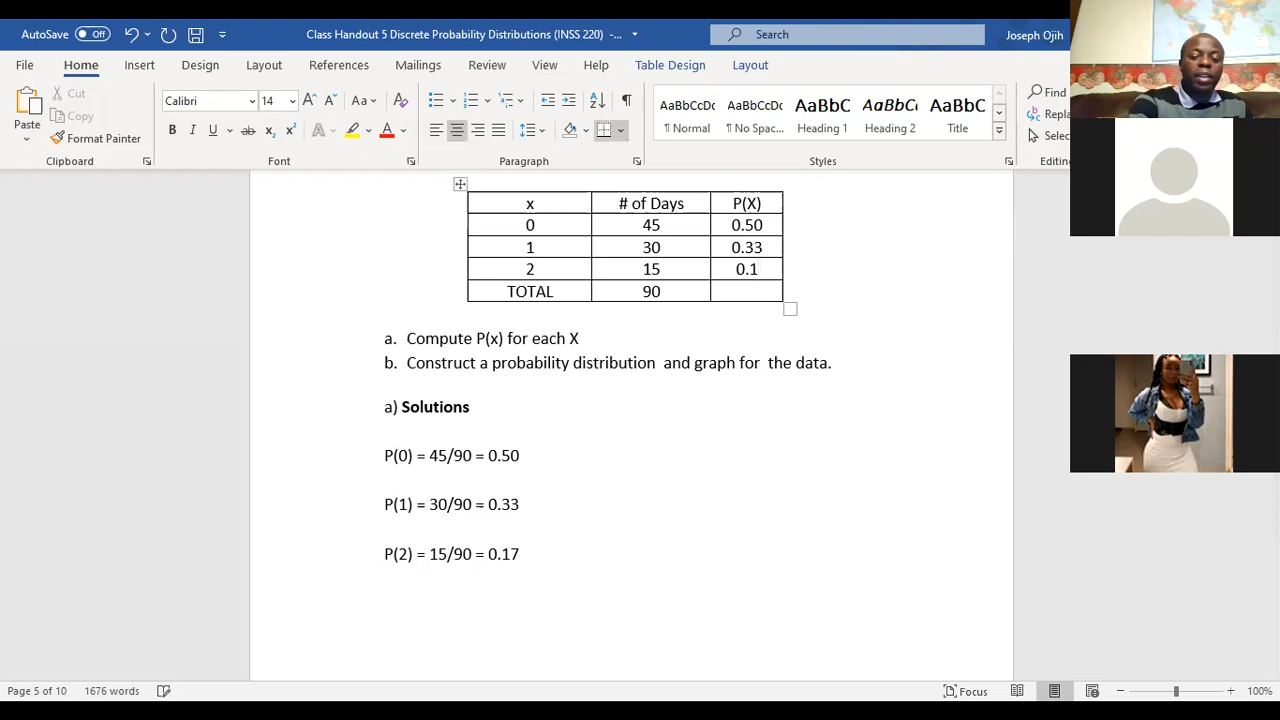 AutoSave Off Class Handout 5 Discrete Probability Distributions (INSS 220) -... Search Joseph Ojih
File Home Insert Design Layout References Mailings Review View Help Table Design Layout
Paste Cut Copy Format Painter
Calibri 14
B I U
¶ Normal ¶ No Spac... Heading 1 Heading 2 Title
Find
Repla
Selec
Clipboard Font Paragraph Styles Editing
x # of Days P(X)
0 45 0.50
1 30 0.33
2 15 0.1
TOTAL 90
a. Compute P(x) for each X
b. Construct a probability distribution and graph for the data.
a) Solutions
P(0) = 45/90 = 0.50
P(1) = 30/90 = 0.33
P(2) = 15/90 = 0.17
Page 5 of 10 1676 words Focus 100%